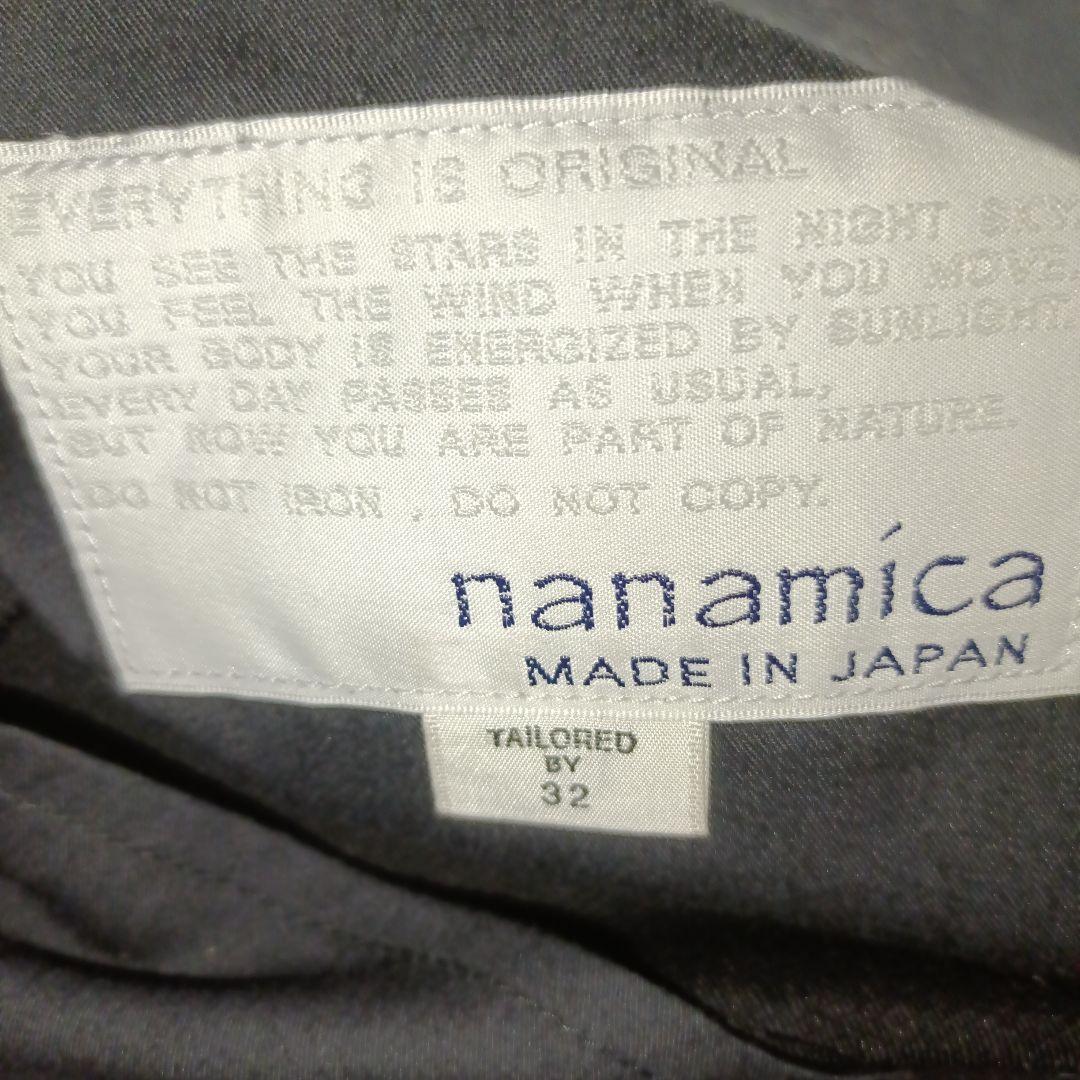 EVERYTHING IS ORIGINAL
YOU SEE THE STARS IN THE NIGHT SKY
YOU FEEL THE WIND WHEN YOU MOVE,
YOUR BODY IS ENERGIZED BY SUNLIGHT
EVERY DAY PASSES AS USUAL,
BUT NOW YOU ARE PART OF NATURE.
DO NOT IRON , DO NOT COPY.
nanamíca
MADE IN JAPAN
TAILORED
BY
32